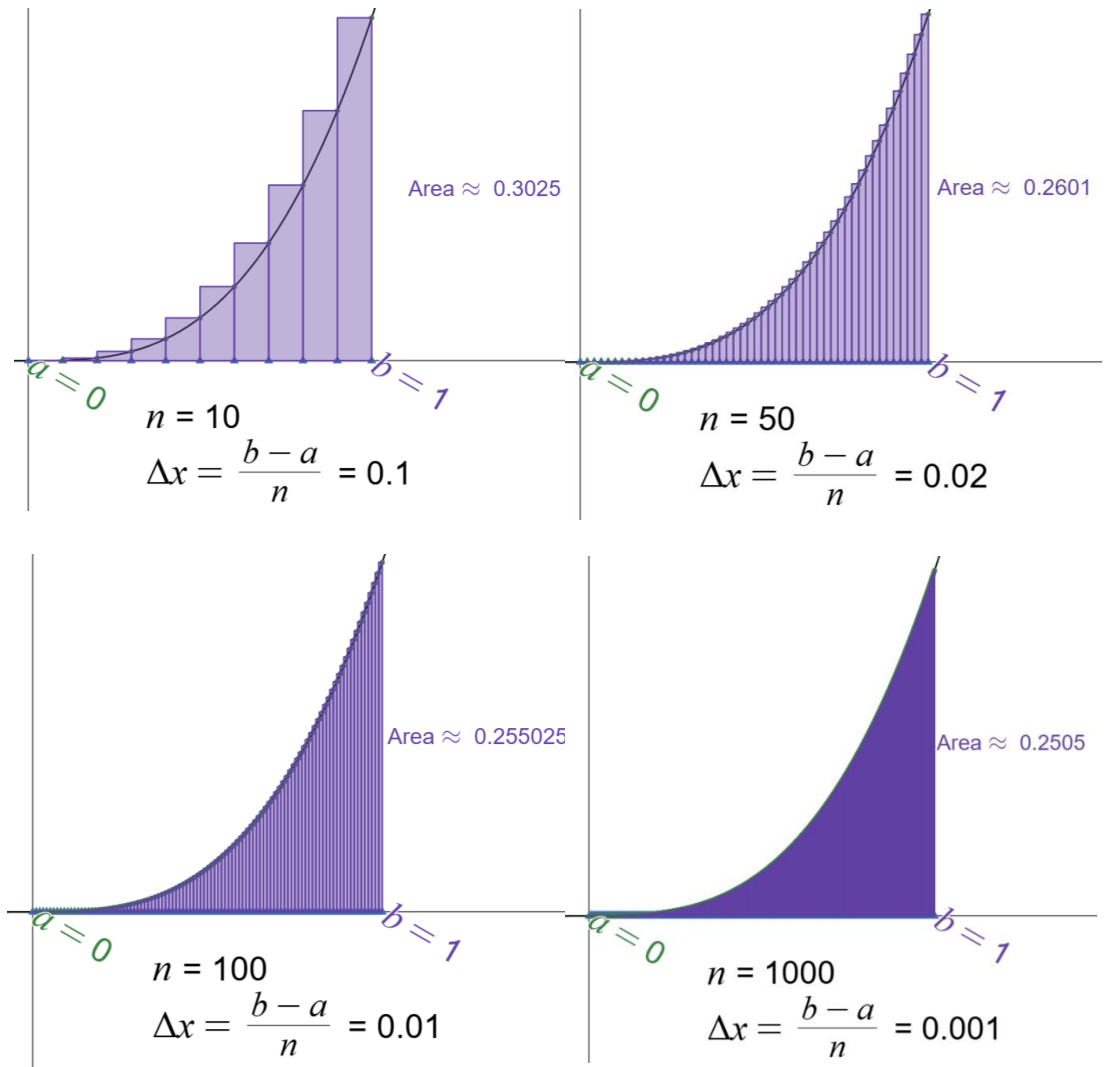 Area ≈ 0.3025
a = 0
b = 1
n = 10
Δx = (b − a)/n = 0.1
Area ≈ 0.2601
a = 0
b = 1
n = 50
Δx = (b − a)/n = 0.02
Area ≈ 0.255025
a = 0
b = 1
n = 100
Δx = (b − a)/n = 0.01
Area ≈ 0.2505
a = 0
b = 1
n = 1000
Δx = (b − a)/n = 0.001